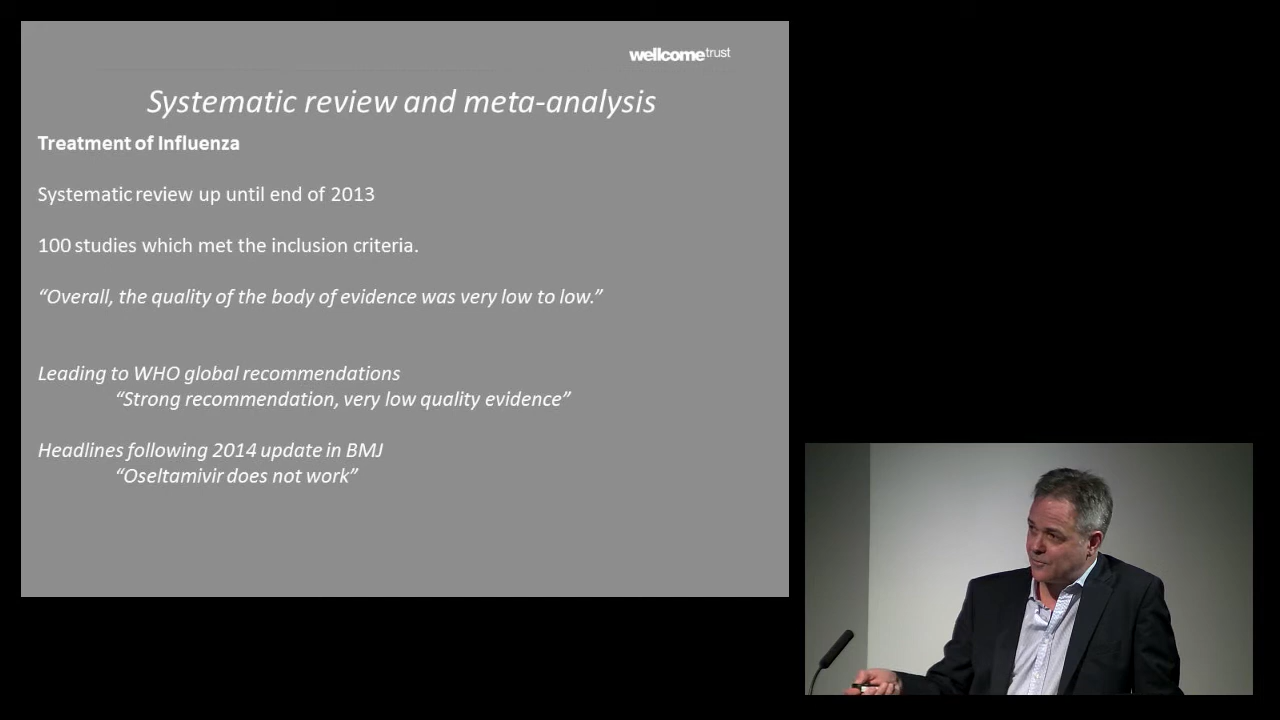 wellcometrust
Systematic review and meta-analysis
Treatment of Influenza
Systematic review up until end of 2013
100 studies which met the inclusion criteria.
“Overall, the quality of the body of evidence was very low to low.”
Leading to WHO global recommendations
“Strong recommendation, very low quality evidence”
Headlines following 2014 update in BMJ
“Oseltamivir does not work”